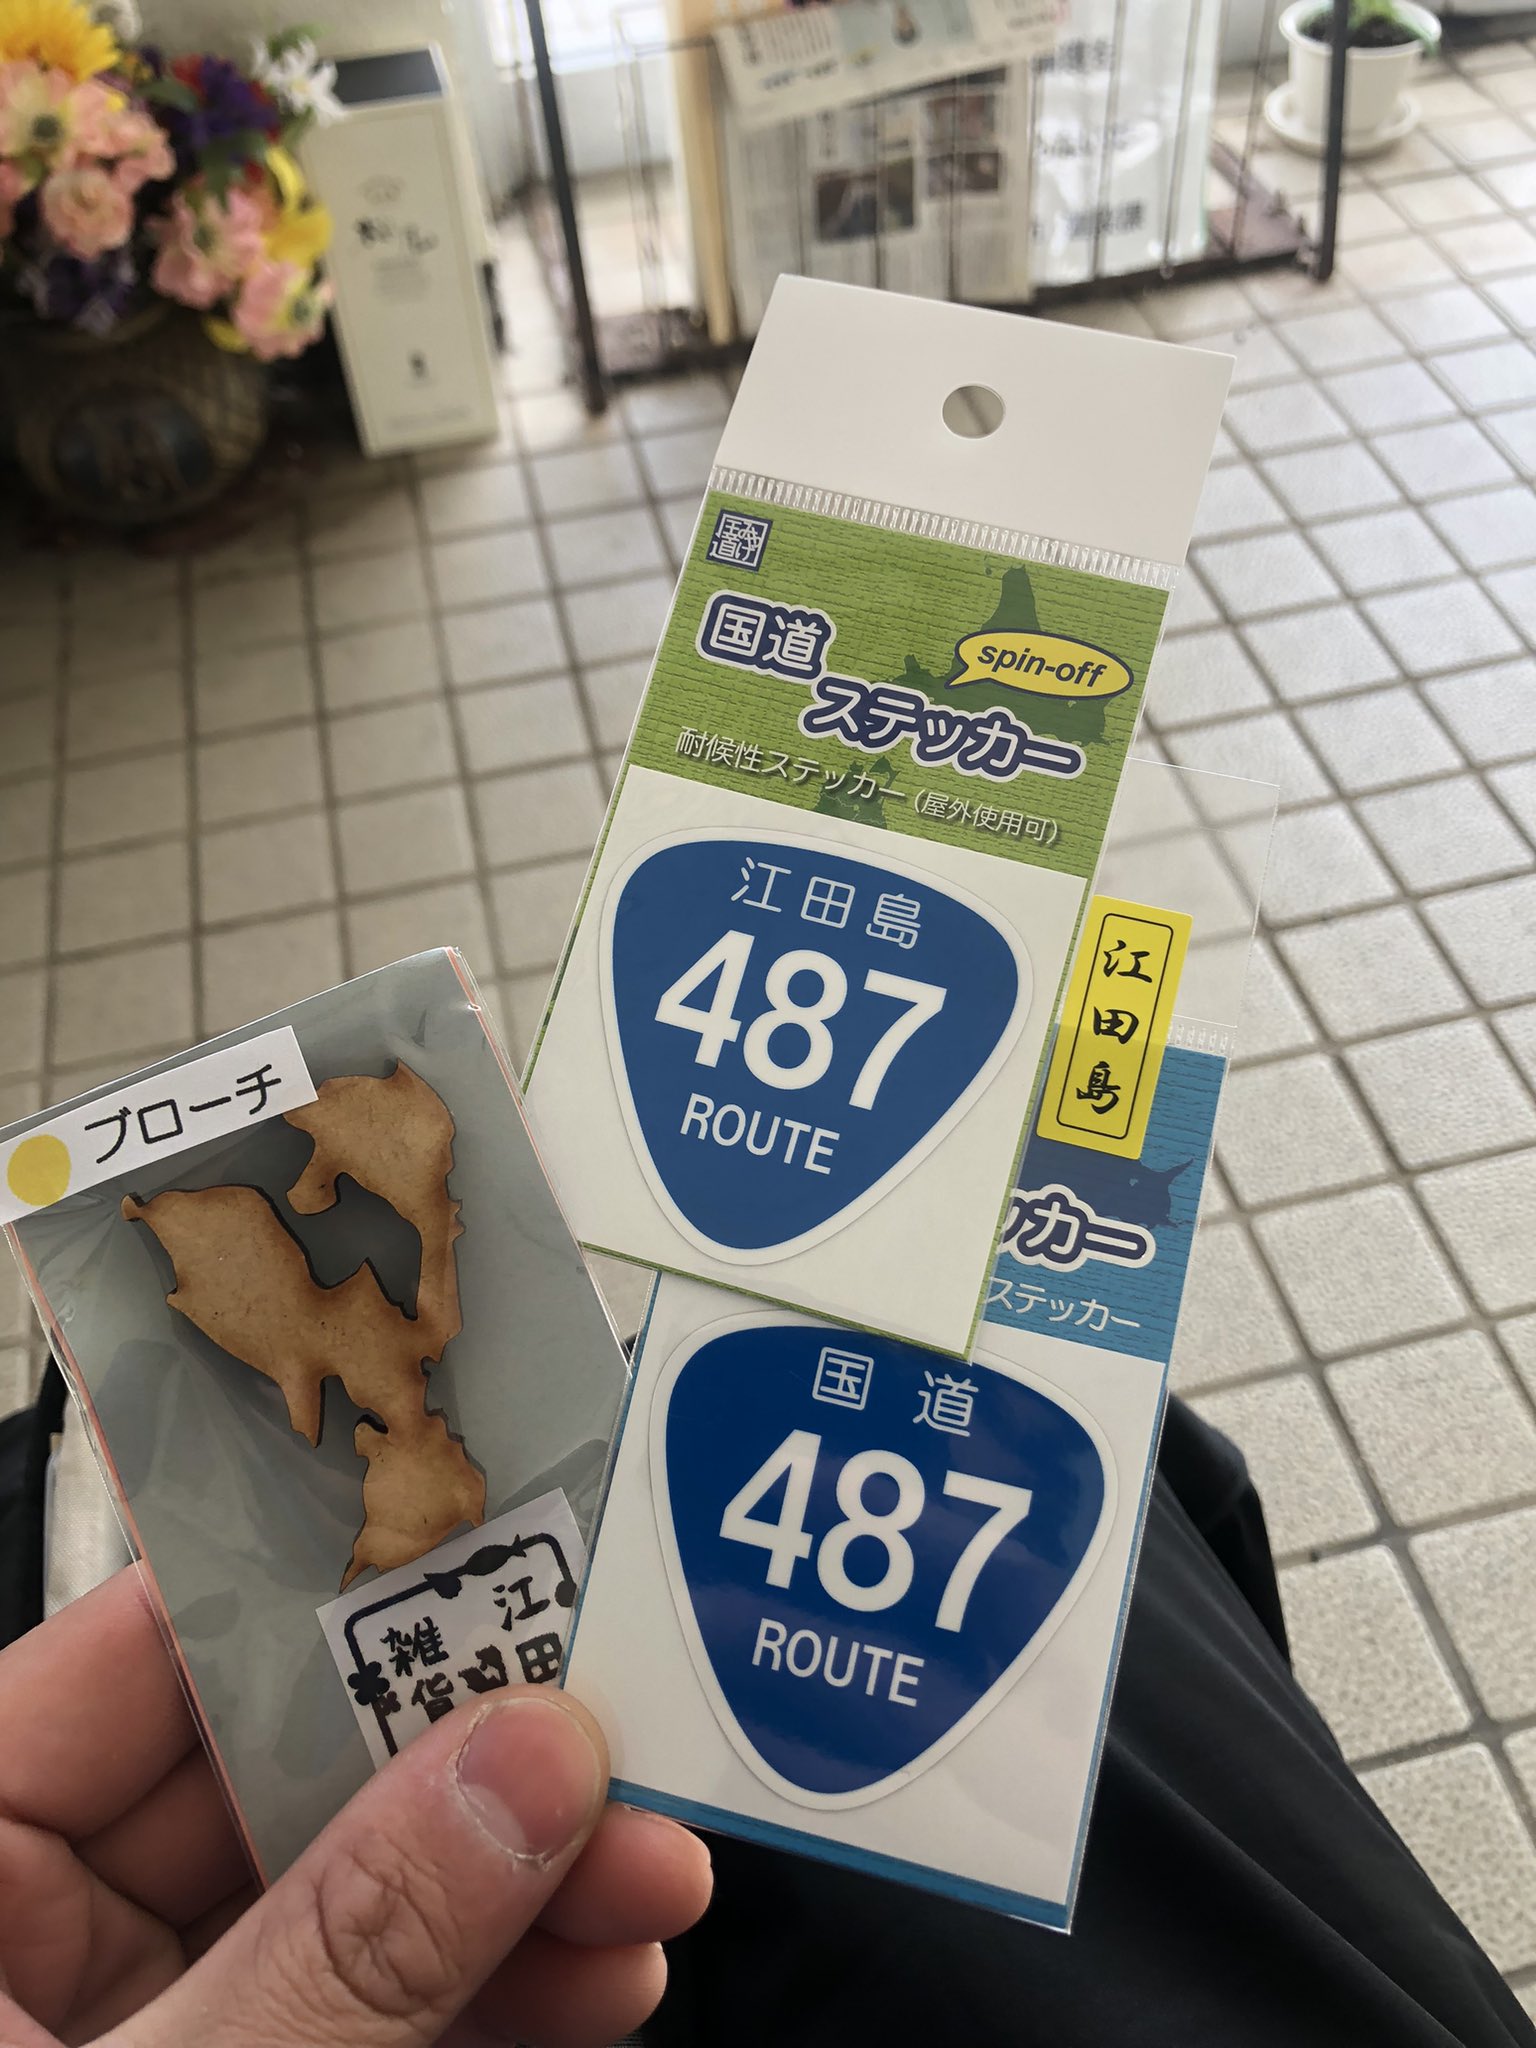 国道
ステッカー
spin-off
耐候性ステッカー (屋外使用可)
江田島
487
ROUTE
江田島
ッカー
ステッカー
国道
487
ROUTE
ブローチ
江田
雑貨